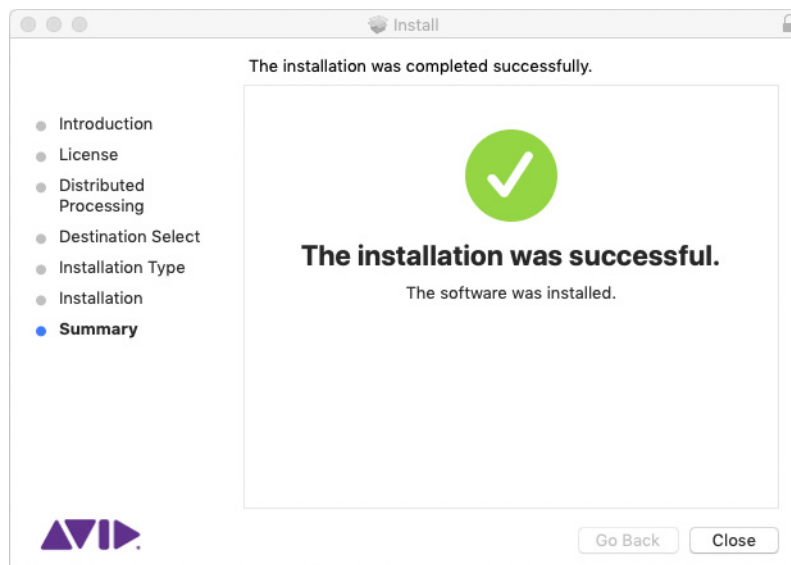 Install
The installation was completed successfully.
Introduction
License
Distributed
Processing
Destination Select
Installation Type
Installation
Summary
The installation was successful.
The software was installed.
AVID
Go Back
Close